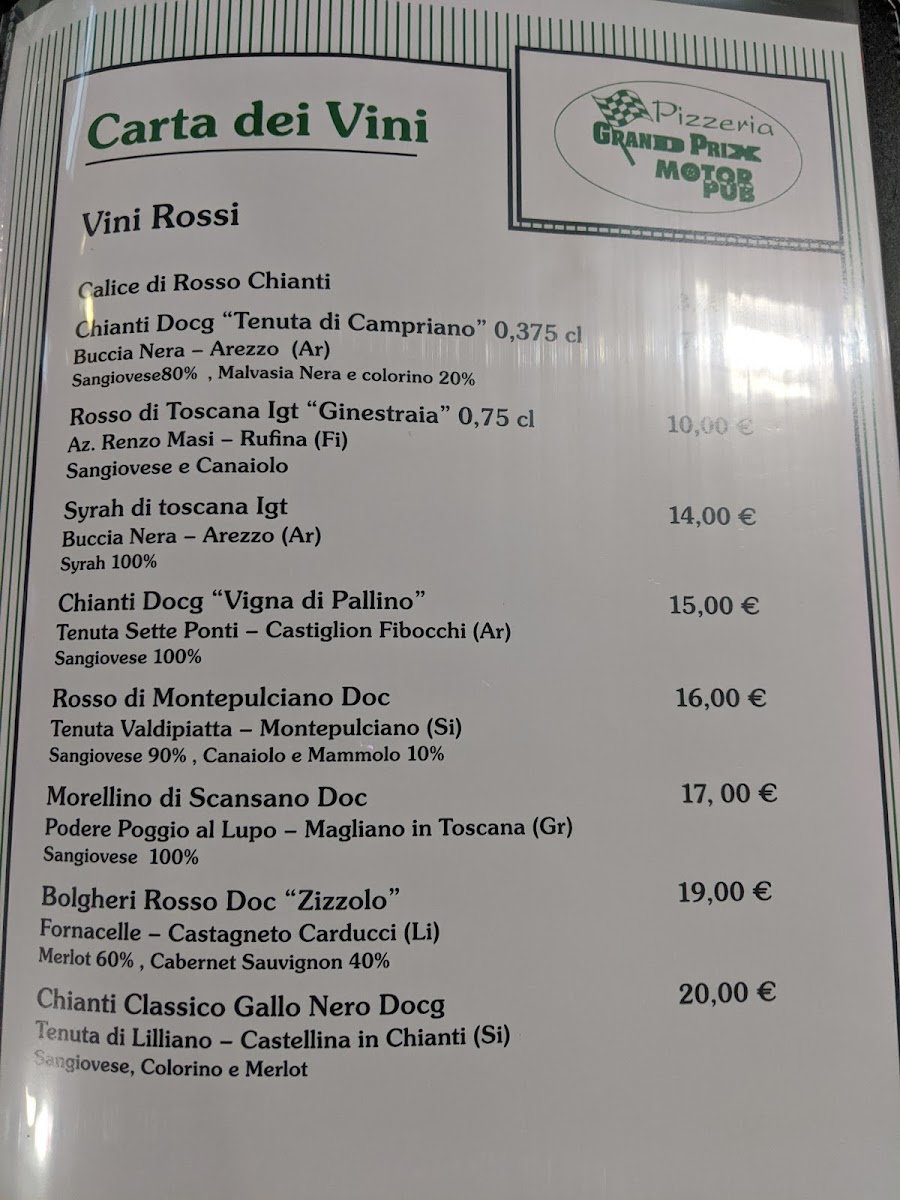 Carta dei Vini
Pizzeria
GRAND PRIX
MOTOR
PUB
Vini Rossi
Calice di Rosso Chianti
Chianti Docg “Tenuta di Campriano” 0,375 cl
Buccia Nera – Arezzo (Ar)
Sangiovese80% , Malvasia Nera e colorino 20%
Rosso di Toscana Igt “Ginestraia” 0,75 cl 10,00 €
Az. Renzo Masi – Rufina (Fi)
Sangiovese e Canaiolo
Syrah di toscana Igt 14,00 €
Buccia Nera – Arezzo (Ar)
Syrah 100%
Chianti Docg “Vigna di Pallino” 15,00 €
Tenuta Sette Ponti – Castiglion Fibocchi (Ar)
Sangiovese 100%
Rosso di Montepulciano Doc 16,00 €
Tenuta Valdipiatta – Montepulciano (Si)
Sangiovese 90% , Canaiolo e Mammolo 10%
Morellino di Scansano Doc 17, 00 €
Podere Poggio al Lupo – Magliano in Toscana (Gr)
Sangiovese 100%
Bolgheri Rosso Doc “Zizzolo” 19,00 €
Fornacelle – Castagneto Carducci (Li)
Merlot 60% , Cabernet Sauvignon 40%
Chianti Classico Gallo Nero Docg 20,00 €
Tenuta di Lilliano – Castellina in Chianti (Si)
Sangiovese, Colorino e Merlot